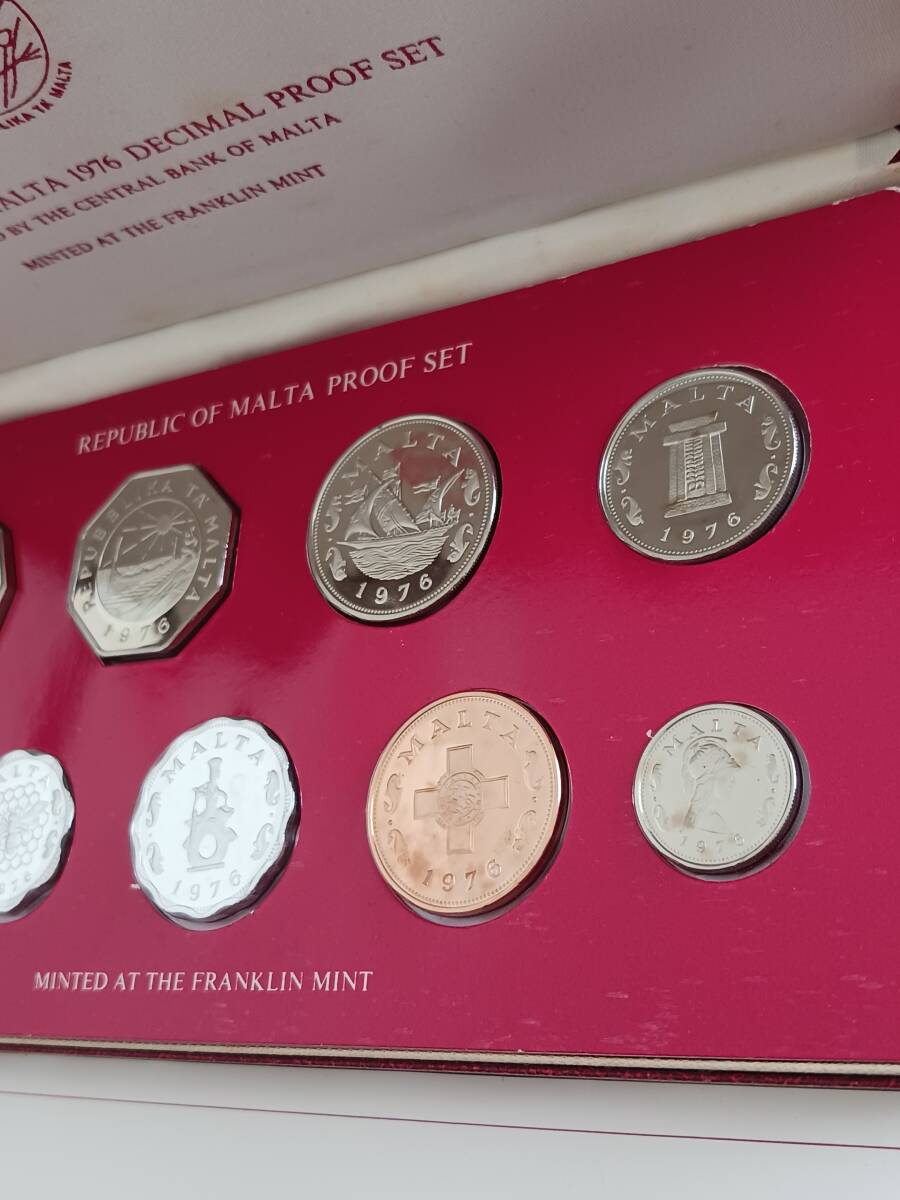 MALTA 1976 DECIMAL PROOF SET
BY THE CENTRAL BANK OF MALTA
MINTED AT THE FRANKLIN MINT
REPUBLIC OF MALTA PROOF SET
REPUBBLIKA TA' MALTA
1976
MALTA
1976
MALTA
1976
MALTA
1976
MALTA
1976
MALTA
1976
MINTED AT THE FRANKLIN MINT